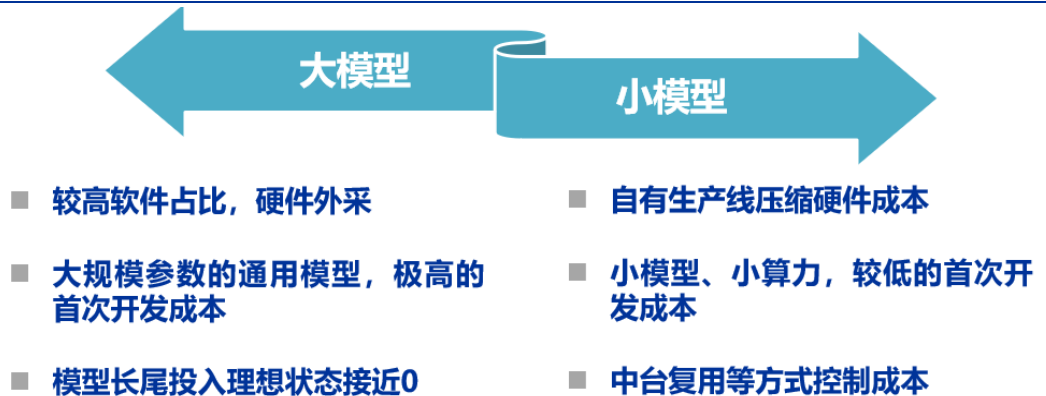 大模型
小模型
较高软件占比，硬件外采
大规模参数的通用模型，极高的
首次开发成本
模型长尾投入理想状态接近0
自有生产线压缩硬件成本
小模型、小算力，较低的首次开
发成本
中台复用等方式控制成本